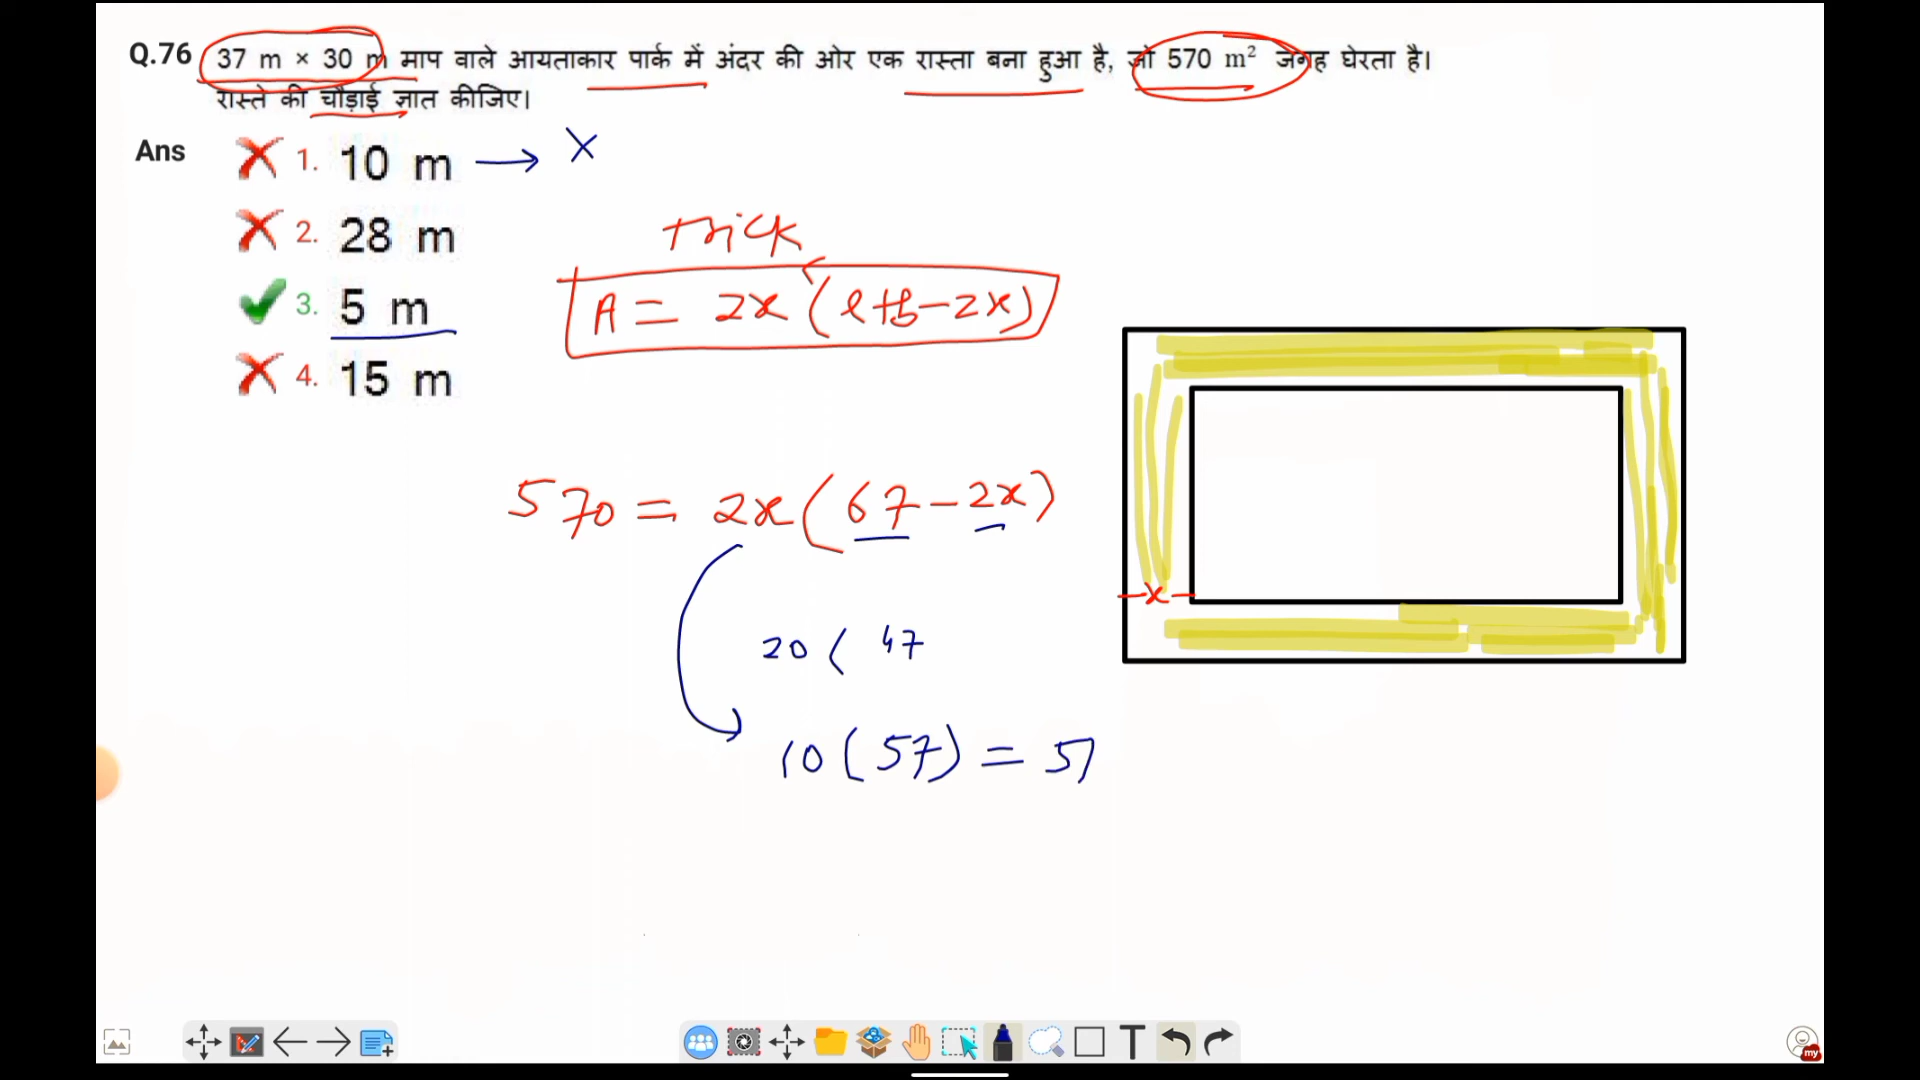 Q.76 37 m × 30 m माप वाले आयताकार पार्क में अंदर की ओर एक रास्ता बना हुआ है, जो 570 m² जगह घेरता है।
रास्ते की चौड़ाई ज्ञात कीजिए।
Ans
1. 10 m → X
2. 28 m
3. 5 m
4. 15 m
trick
A = 2x (l+b-2x)
570 = 2x (67 - 2x)
-x-
20 ( 47
10 (57) = 57
T
my